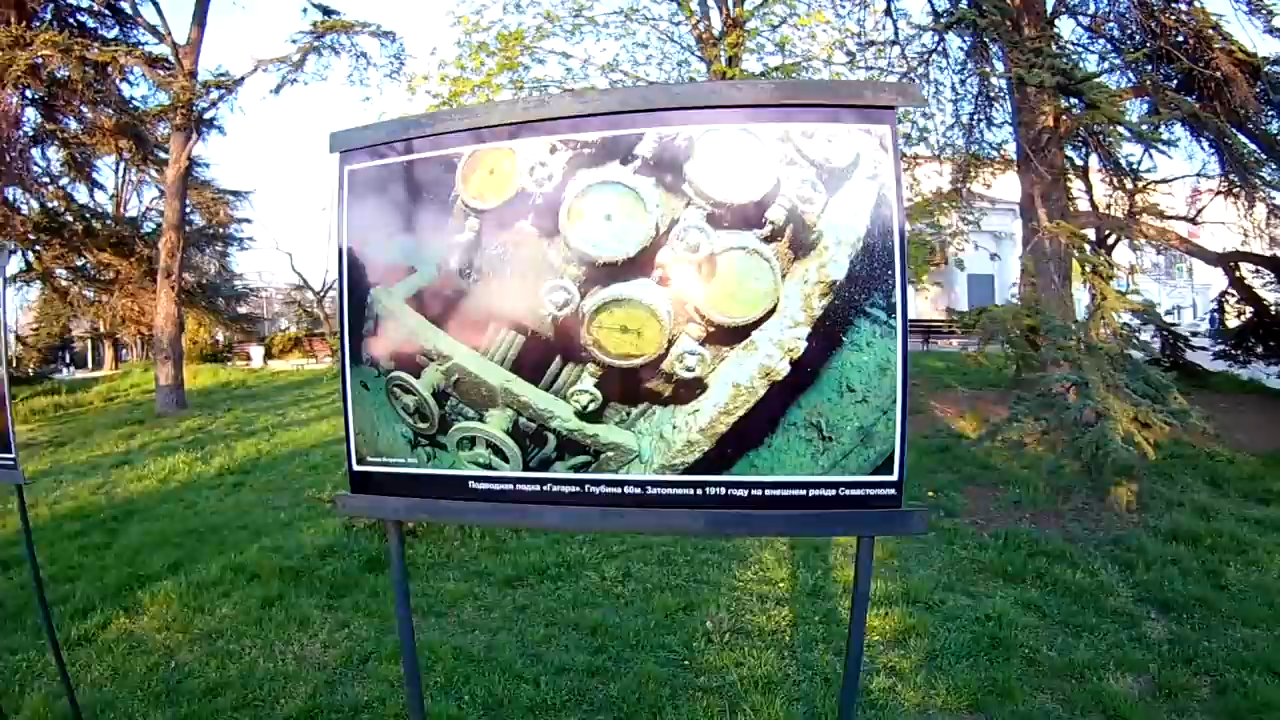 Подводная лодка «Гагара». Глубина 60м. Затоплена в 1919 году на внешнем рейде Севастополя.